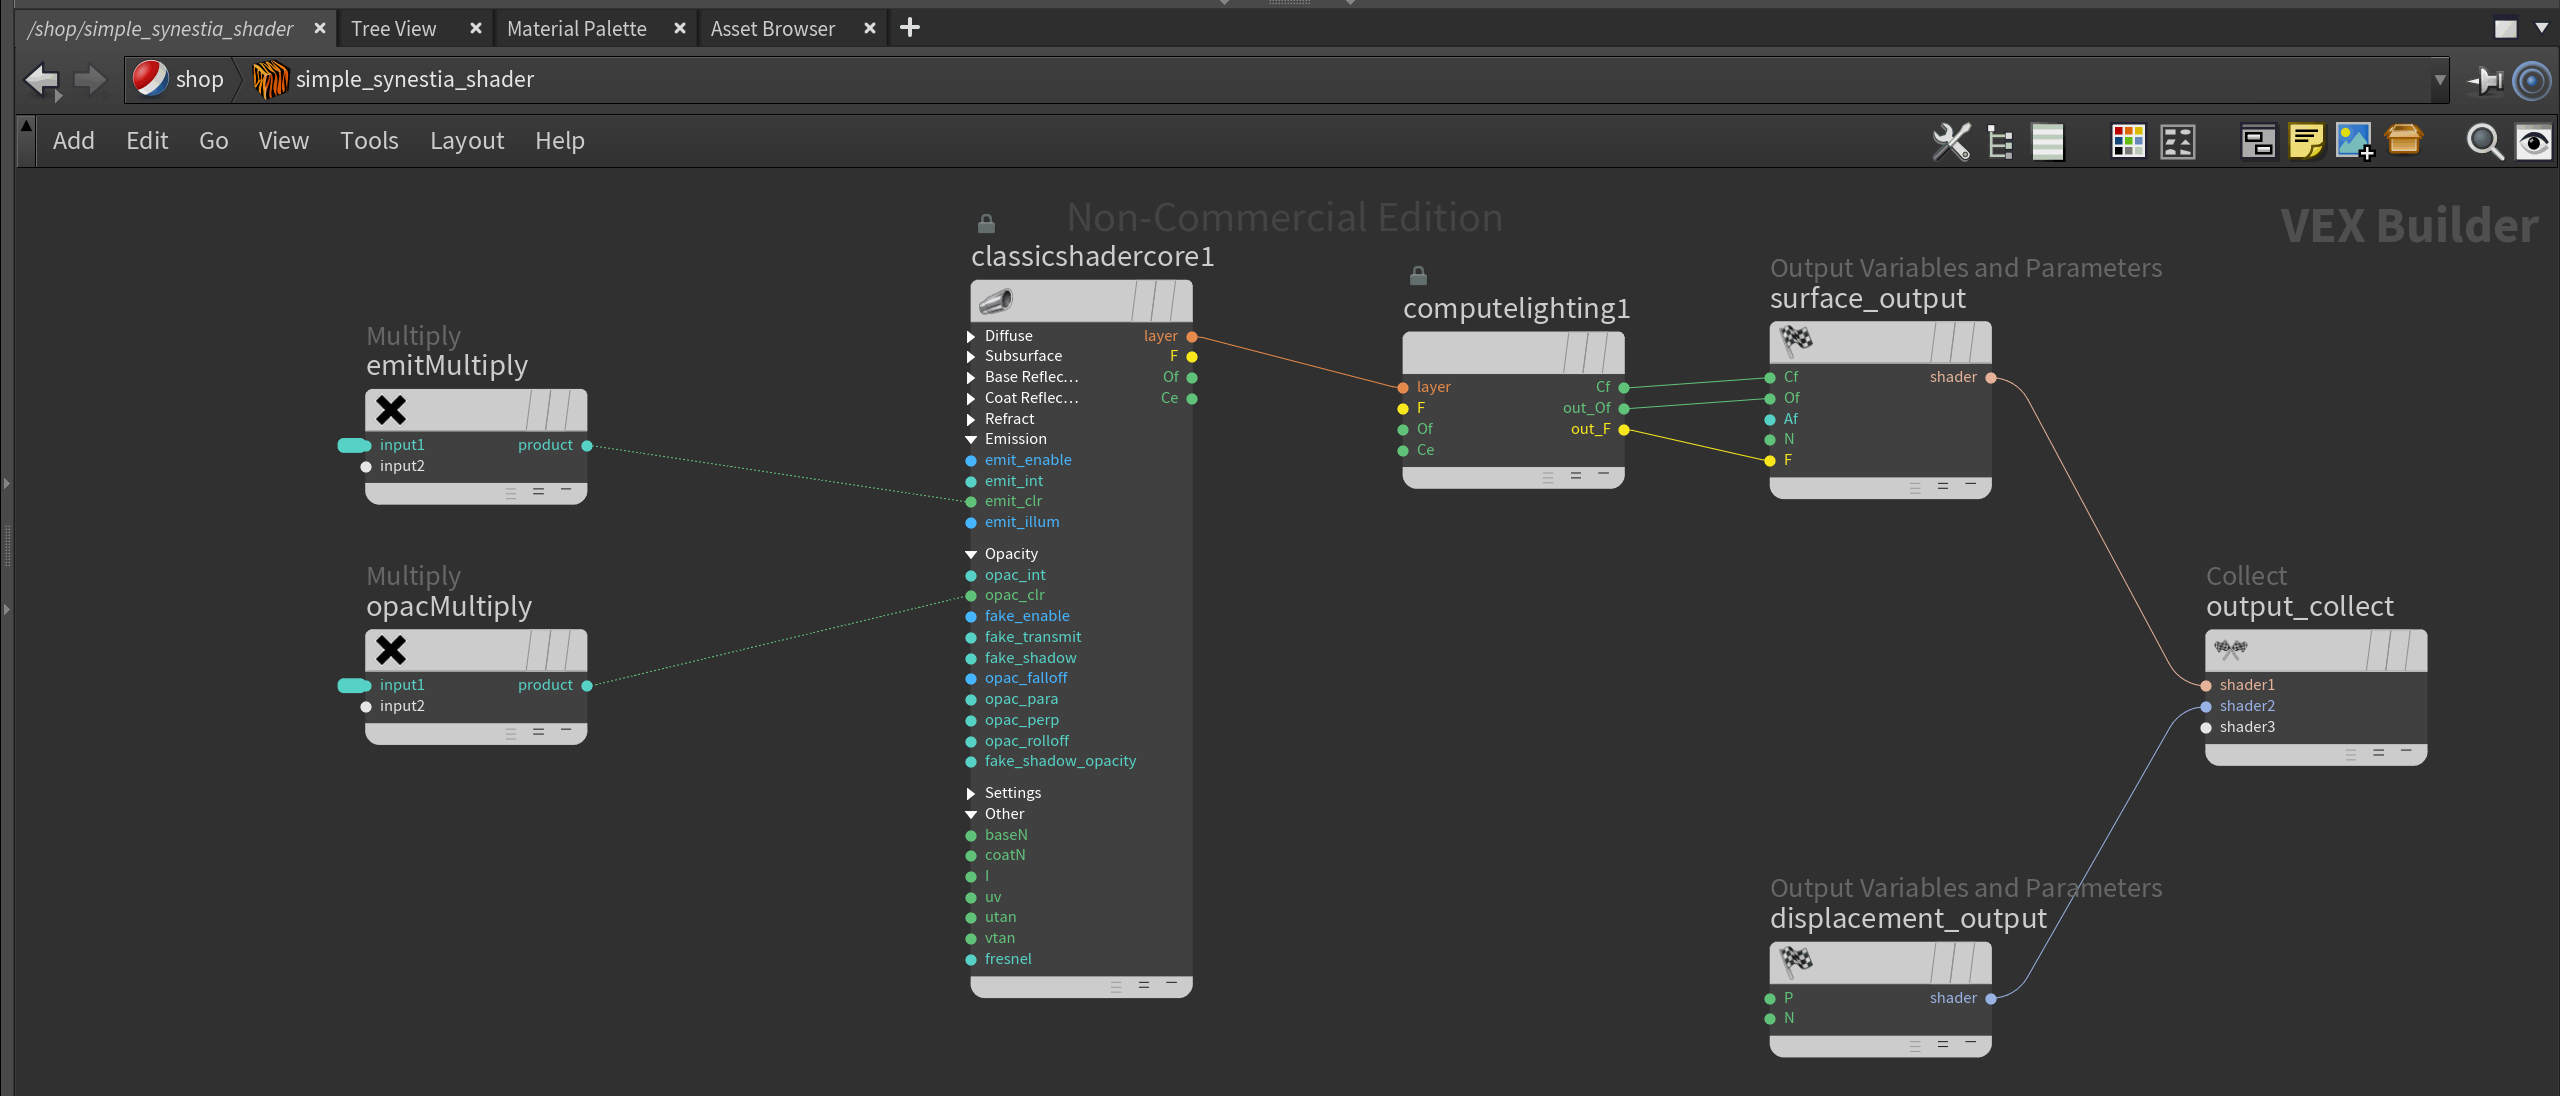 /shop/simple_synestia_shader
Tree View
Material Palette
Asset Browser
shop
simple_synestia_shader
Add Edit Go View Tools Layout Help
Non-Commercial Edition
VEX Builder
Multiply
emitMultiply
input1 product
input2
Multiply
opacMultiply
input1 product
input2
classicshadercore1
Diffuse layer
Subsurface F
Base Reflec... Of
Coat Reflec... Ce
Refract
Emission
emit_enable
emit_int
emit_clr
emit_illum
Opacity
opac_int
opac_clr
fake_enable
fake_transmit
fake_shadow
opac_falloff
opac_para
opac_perp
opac_rolloff
fake_shadow_opacity
Settings
Other
baseN
coatN
I
uv
utan
vtan
fresnel
computelighting1
layer Cf
F out_Of
Of out_F
Ce
Output Variables and Parameters
surface_output
Cf shader
Of
Af
N
F
Collect
output_collect
shader1
shader2
shader3
Output Variables and Parameters
displacement_output
P shader
N